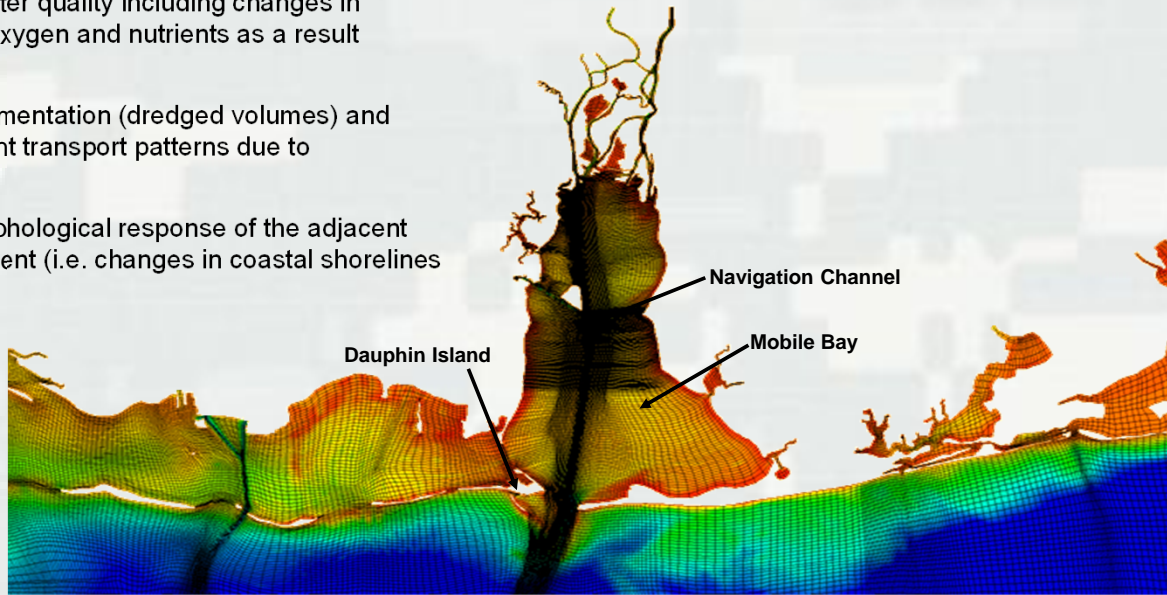 ter quality including changes in
xygen and nutrients as a result
mentation (dredged volumes) and
nt transport patterns due to
phological response of the adjacent
ent (i.e. changes in coastal shorelines
Navigation Channel
Mobile Bay
Dauphin Island